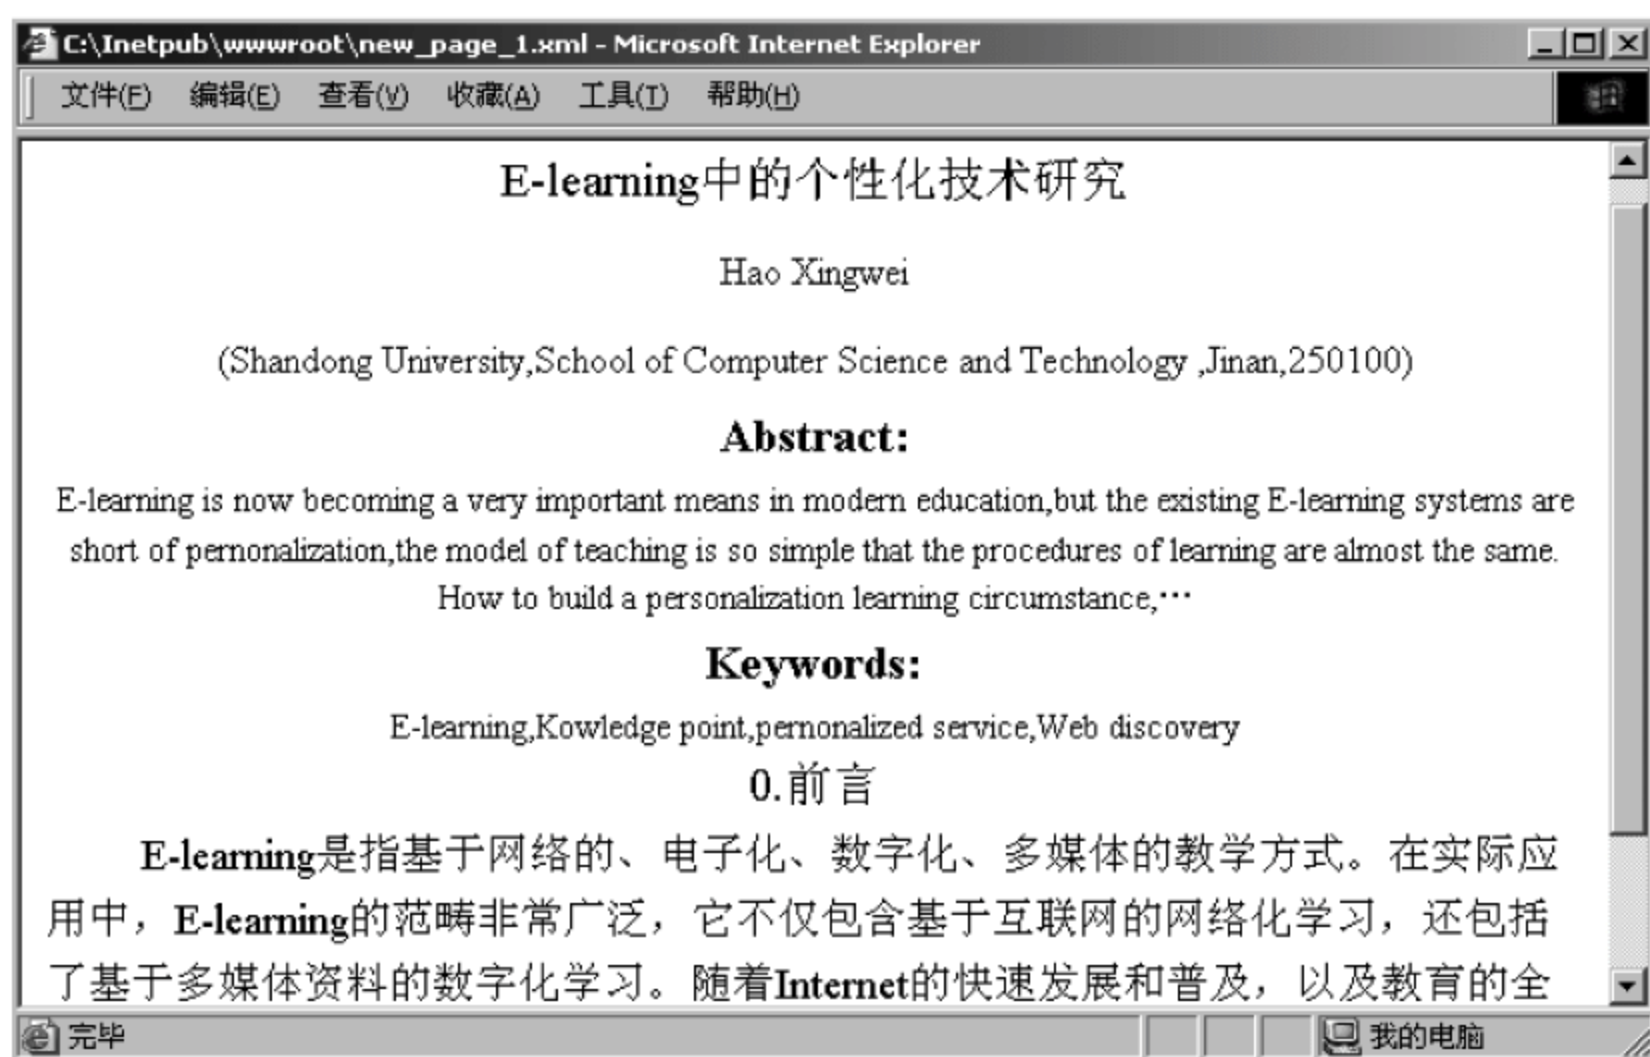 C:\Inetpub\wwwroot\new_page_1.xml - Microsoft Internet Explorer
文件(F) 编辑(E) 查看(V) 收藏(A) 工具(T) 帮助(H)
E-learning中的个性化技术研究
Hao Xingwei
(Shandong University,School of Computer Science and Technology ,Jinan,250100)
Abstract:
E-learning is now becoming a very important means in modern education,but the existing E-learning systems are
short of pernonalization,the model of teaching is so simple that the procedures of learning are almost the same.
How to build a personalization learning circumstance,…
Keywords:
E-learning,Kowledge point,pernonalized service,Web discovery
0.前言
E-learning是指基于网络的、电子化、数字化、多媒体的教学方式。在实际应
用中，E-learning的范畴非常广泛，它不仅包含基于互联网的网络化学习，还包括
了基于多媒体资料的数字化学习。随着Internet的快速发展和普及，以及教育的全
完毕 我的电脑